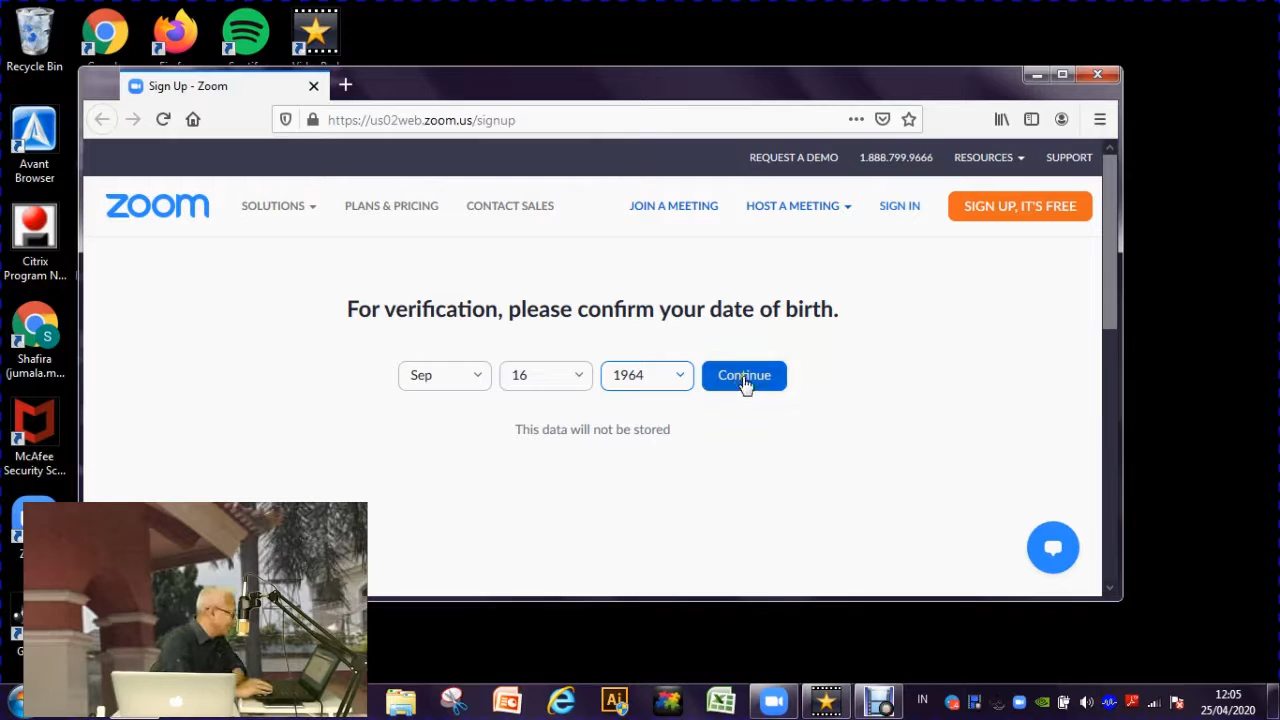 Recycle Bin
Avant
Browser
Citrix
Program N...
Shafira
(jumala.m...
McAfee
Security Sc...
Sign Up - Zoom
https://us02web.zoom.us/signup
REQUEST A DEMO 1.888.799.9666 RESOURCES SUPPORT
zoom SOLUTIONS PLANS & PRICING CONTACT SALES JOIN A MEETING HOST A MEETING SIGN IN SIGN UP, IT'S FREE
For verification, please confirm your date of birth.
Sep 16 1964 Continue
This data will not be stored
IN
12:05
25/04/2020